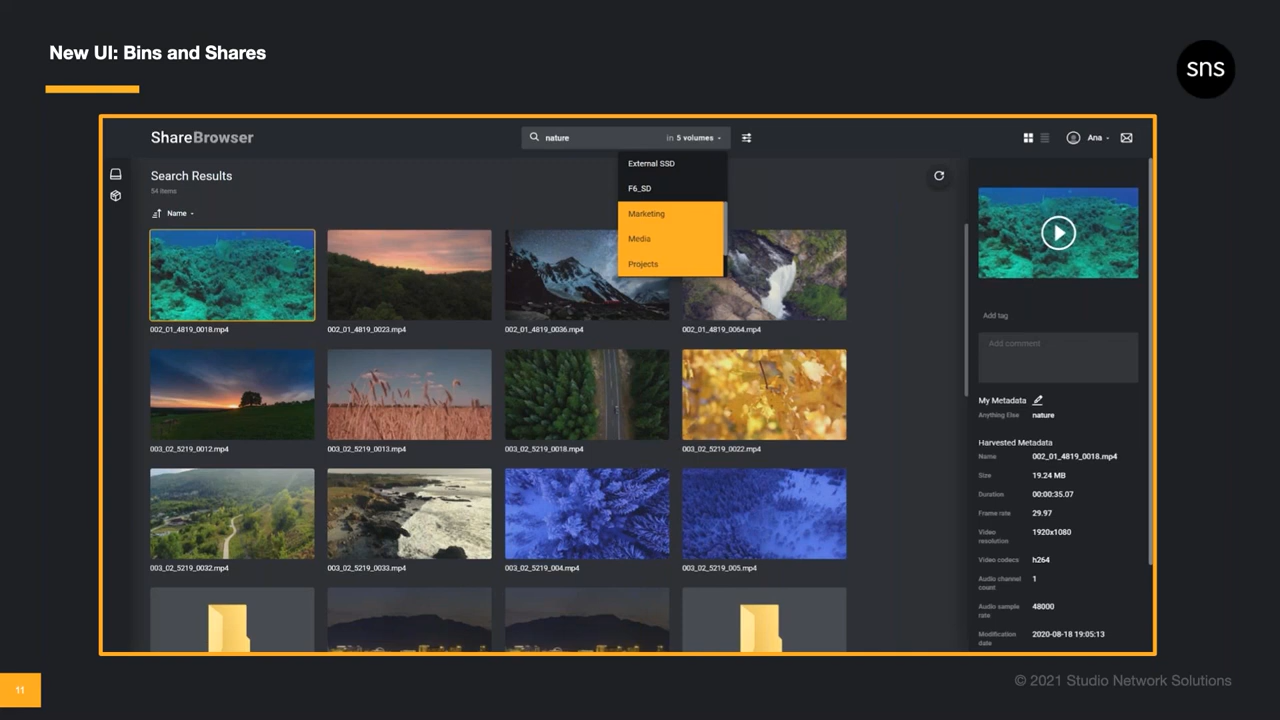 New UI: Bins and Shares
sns
ShareBrowser
nature in 5 volumes
Ana
External SSD
F6_SD
Marketing
Media
Projects
Search Results
54 items
Name
002_01_4819_0018.mp4
002_01_4819_0023.mp4
002_01_4819_0036.mp4
002_01_4819_0064.mp4
003_02_5219_0012.mp4
003_02_5219_0013.mp4
003_02_5219_0018.mp4
003_02_5219_0022.mp4
003_02_5219_0032.mp4
003_02_5219_0033.mp4
003_02_5219_004.mp4
003_02_5219_005.mp4
Add tag
Add comment
My Metadata
Anything Else nature
Harvested Metadata
Name 002_01_4819_0018.mp4
Size 19.24 MB
Duration 00:00:35.07
Frame rate 29.97
Video resolution 1920x1080
Video codecs h264
Audio channel count 1
Audio sample rate 48000
Modification date 2020-08-18 19:05:13
11
© 2021 Studio Network Solutions